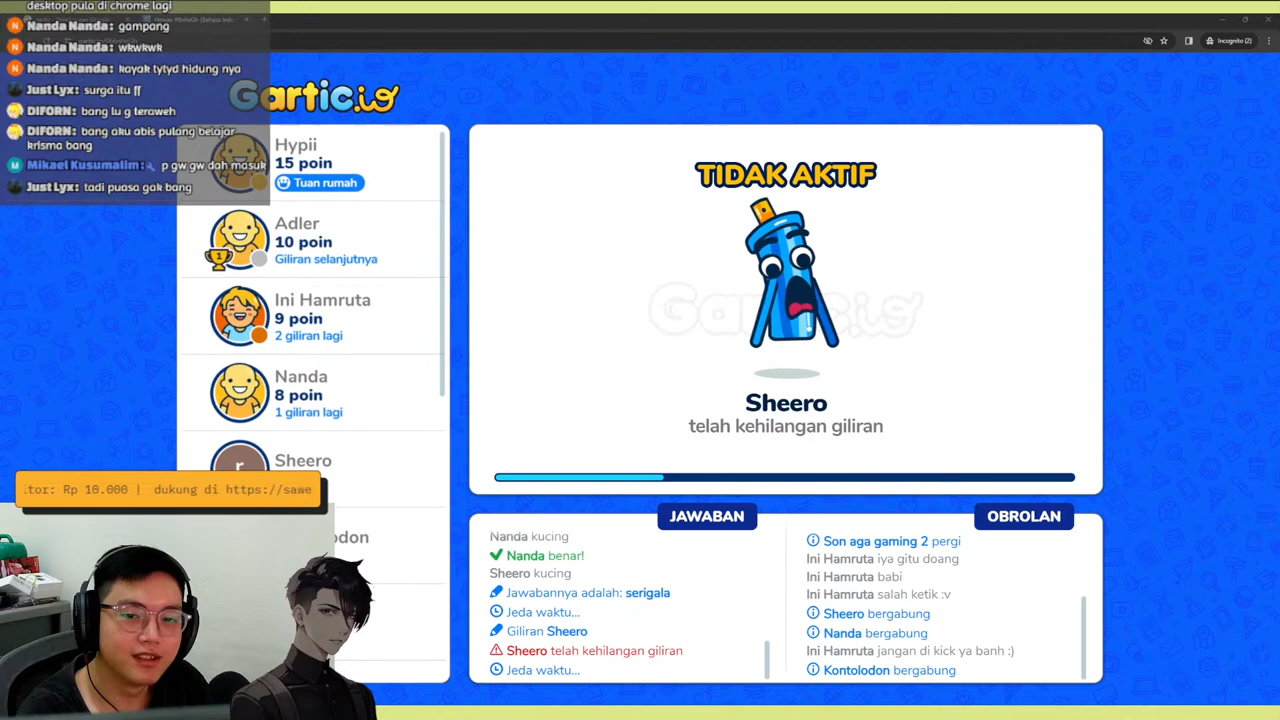 desktop pula di chrome lagi
Nanda Nanda: gampang
Nanda Nanda: wkwkwk
Nanda Nanda: kayak tytyd hidung nya
Just Lyx: surga itu ff
DIFORN: bang lu g teraweh
DIFORN: bang aku abis pulang belajar
krisma bang
Mikael Kusumalim: p gw gw dah masuk
Just Lyx: tadi puasa gak bang
Incognito (2)
Gartic.io
Hypii
15 poin
Tuan rumah
Adler
10 poin
1
Giliran selanjutnya
Ini Hamruta
9 poin
2 giliran lagi
Nanda
8 poin
1 giliran lagi
r
Sheero
odon
tor: Rp 10.000 | dukung di https://sawe
TIDAK AKTIF
Gartic.io
Sheero
telah kehilangan giliran
JAWABAN
Nanda kucing
Nanda benar!
Sheero kucing
Jawabannya adalah: serigala
Jeda waktu...
Giliran Sheero
Sheero telah kehilangan giliran
Jeda waktu...
OBROLAN
Son aga gaming 2 pergi
Ini Hamruta iya gitu doang
Ini Hamruta babi
Ini Hamruta salah ketik :v
Sheero bergabung
Nanda bergabung
Ini Hamruta jangan di kick ya banh :)
Kontolodon bergabung